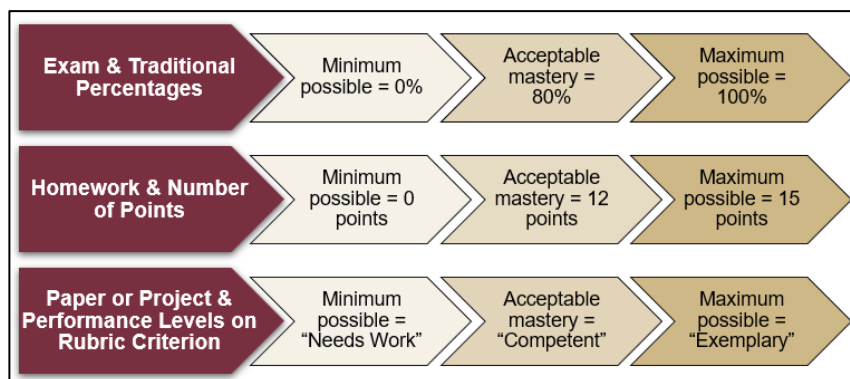 Exam & Traditional
Percentages
Minimum
possible = 0%
Acceptable
mastery =
80%
Maximum
possible =
100%
Homework & Number
of Points
Minimum
possible = 0
points
Acceptable
mastery = 12
points
Maximum
possible = 15
points
Paper or Project &
Performance Levels on
Rubric Criterion
Minimum
possible =
“Needs Work”
Acceptable
mastery =
“Competent”
Maximum
possible =
“Exemplary”